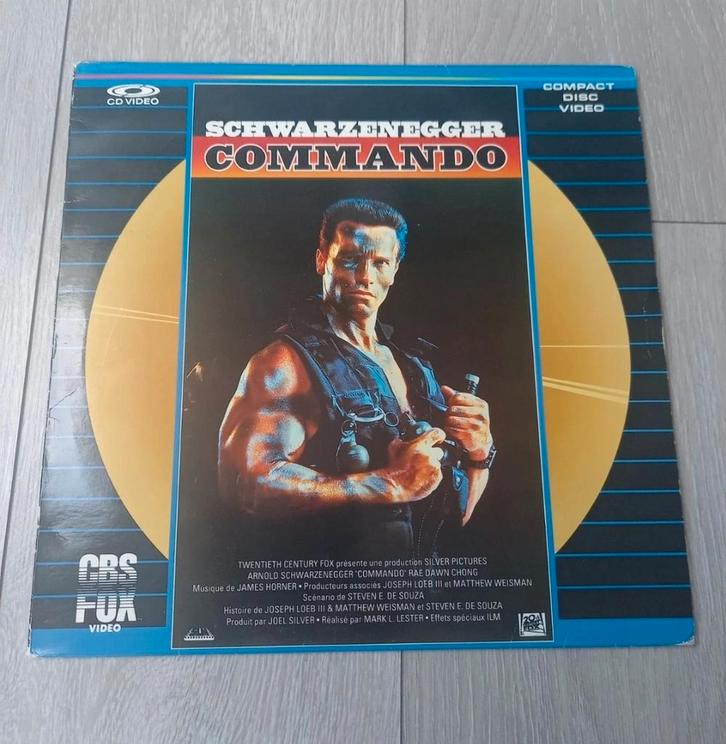 CD VIDEO
COMPACT
DISC
VIDEO
SCHWARZENEGGER
COMMANDO
TWENTIETH CENTURY FOX présente une production SILVER PICTURES
ARNOLD SCHWARZENEGGER "COMMANDO" RAE DAWN CHONG
Musique de JAMES HORNER • Producteurs associés JOSEPH LOEB III et MATTHEW WEISMAN
Scénario de STEVEN E. DE SOUZA
Histoire de JOSEPH LOEB III & MATTHEW WEISMAN et STEVEN E. DE SOUZA
Produit par JOEL SILVER • Réalisé par MARK L. LESTER • Effets spéciaux ILM
CBS
FOX
VIDEO